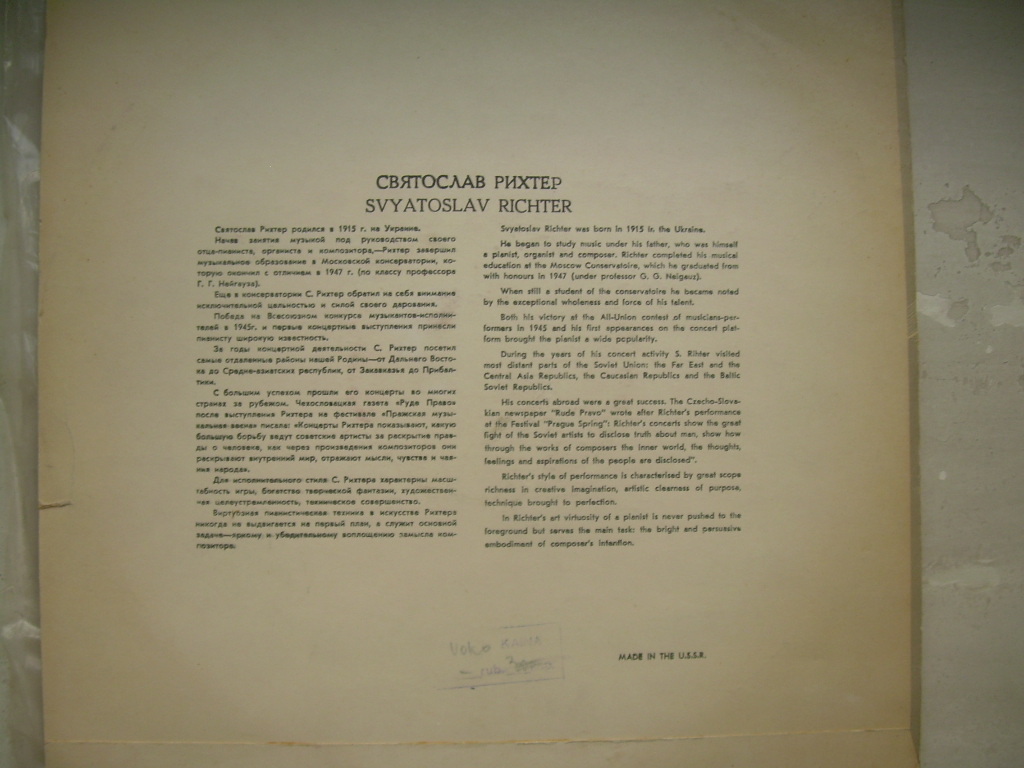 СВЯТОСЛАВ РИХТЕР
SVYATOSLAV RICHTER
Святослав Рихтер родился в 1915 г. на Украине.
Начав занятия музыкой под руководством своего
отца-пианиста, органиста и композитора,—Рихтер завершил
музыкальное образование в Московской консерватории, ко-
торую окончил с отличием в 1947 г. (по классу профессора
Г. Г. Нейгауза).
Еще в консерватории С. Рихтер обратил на себя внимание
исключительной цельностью и силой своего дарования.
Победа на Всесоюзном конкурсе музыкантов-исполни-
телей в 1945г. и первые концертные выступления принесли
пианисту широкую известность.
За годы концертной деятельности С. Рихтер посетил
самые отдаленные районы нашей Родины—от Дальнего Восто-
ка до Средне-азиатских республик, от Закавказья до Прибал-
тики.
С большим успехом прошли его концерты во многих
странах за рубежом. Чехословацкая газета «Руде Право»
после выступления Рихтера на фестивале «Пражская музы-
кальная весна» писала: «Концерты Рихтера показывают, какую
большую борьбу ведут советские артисты за раскрытие прав-
ды о человеке, как через произведения композиторов они
раскрывают внутренний мир, отражают мысли, чувства и чая-
ния народа».
Для исполнительского стиля С. Рихтера характерны масш-
табность игры, богатство творческой фантазии, художествен-
ная целеустремленность, техническое совершенство.
Виртуозная пианистическая техника в искусстве Рихтера
никогда не выдвигается на первый план, а служит основной
задаче—яркому и убедительному воплощению замысла ком-
позитора.
Svyatoslav Richter was born in 1915 in the Ukraine.
He began to study music under his father, who was himself
a pianist, organist and composer. Richter completed his musical
education at the Moscow Conservatoire, which he graduated from
with honours in 1947 (under professor G. G. Neigauz).
When still a student of the conservatoire he became noted
by the exceptional wholeness and force of his talent.
Both his victory at the All-Union contest of musicians-per-
formers in 1945 and his first appearances on the concert plat-
form brought the pianist a wide popularity.
During the years of his concert activity S. Rihter visited
most distant parts of the Soviet Union: the Far East and the
Central Asia Republics, the Caucasian Republics and the Baltic
Soviet Republics.
His concerts abroad were a great success. The Czecho-Slova-
kian newspaper "Rude Pravo" wrote after Richter's performance
at the Festival "Prague Spring": Richter's concerts show the great
fight of the Soviet artists to disclose truth about man, show how
through the works of composers the inner world, the thoughts,
feelings and aspirations of the people are disclosed".
Richter's style of performance is characterised by great scope
richness in creative imagination, artistic clearness of purpose,
technique brought to perfection.
In Richter's art virtuosity of a pianist is never pushed to the
foreground but serves the main task: the bright and persuasive
embodiment of composer's intention.
MADE IN THE U.S.S.R.